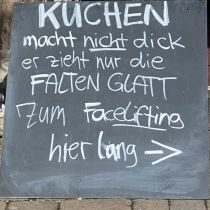 KUCHEN
macht nicht dick
er zieht nur die
FALTEN GLATT
Zum Facelifting
hier lang →